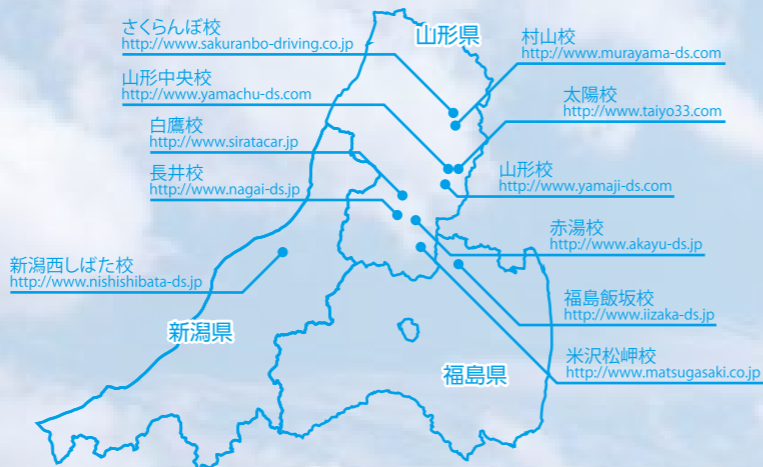 さくらんぼ校
http://www.sakuranbo-driving.co.jp
山形県
村山校
http://www.murayama-ds.com
山形中央校
http://www.yamachu-ds.com
太陽校
http://www.taiyo33.com
白鷹校
http://www.siratacar.jp
長井校
http://www.nagai-ds.jp
山形校
http://www.yamaji-ds.com
赤湯校
http://www.akayu-ds.jp
新潟西しばた校
http://www.nishishibata-ds.jp
福島飯坂校
http://www.iizaka-ds.jp
新潟県
米沢松岬校
http://www.matsugasaki.co.jp
福島県